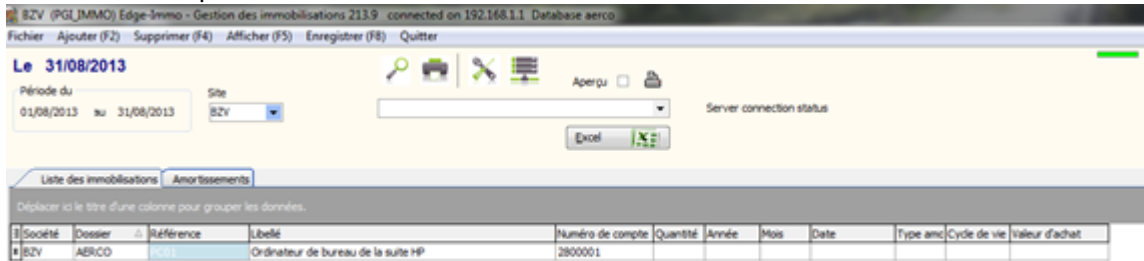 BZV (PGI_IMMO) Edge-Immo - Gestion des immobilisations 213.9 connected on 192.168.1.1 Database aerco
Fichier Ajouter (F2) Supprimer (F4) Afficher (F5) Enregistrer (F8) Quitter
Le 31/08/2013
Aperçu
Période du
Site
01/08/2013 au 31/08/2013
BZV
Server connection status
Excel
Liste des immobilisations Amortissements
Déplacer ici le titre d'une colonne pour grouper les données.
Société Dossier Référence Libellé Numéro de compte Quantité Année Mois Date Type amc Cycle de vie Valeur d'achat
BZV AERCO PC01 Ordinateur de bureau de la suite HP 2800001